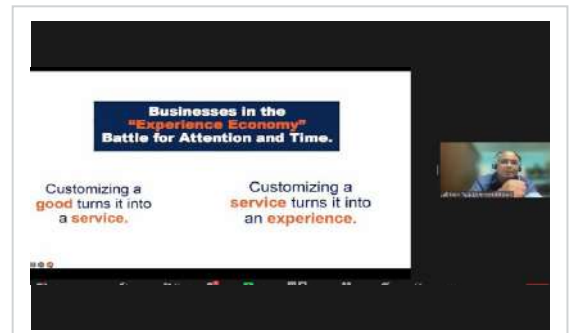 Businesses in the
"Experience Economy"
Battle for Attention and Time.
Customizing a
good turns it into
a service.
Customizing a
service turns it into
an experience.